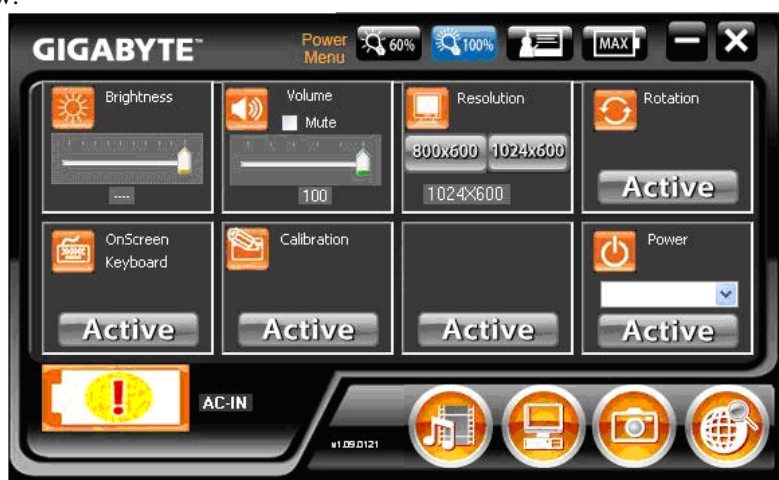 w.
GIGABYTE™
Power
Menu
60%
100%
MAX
Brightness
----
Volume
Mute
100
Resolution
800x600
1024x600
1024X600
Rotation
Active
OnScreen
Keyboard
Active
Calibration
Active
Active
Power
Active
!
AC-IN
v1.09.0121